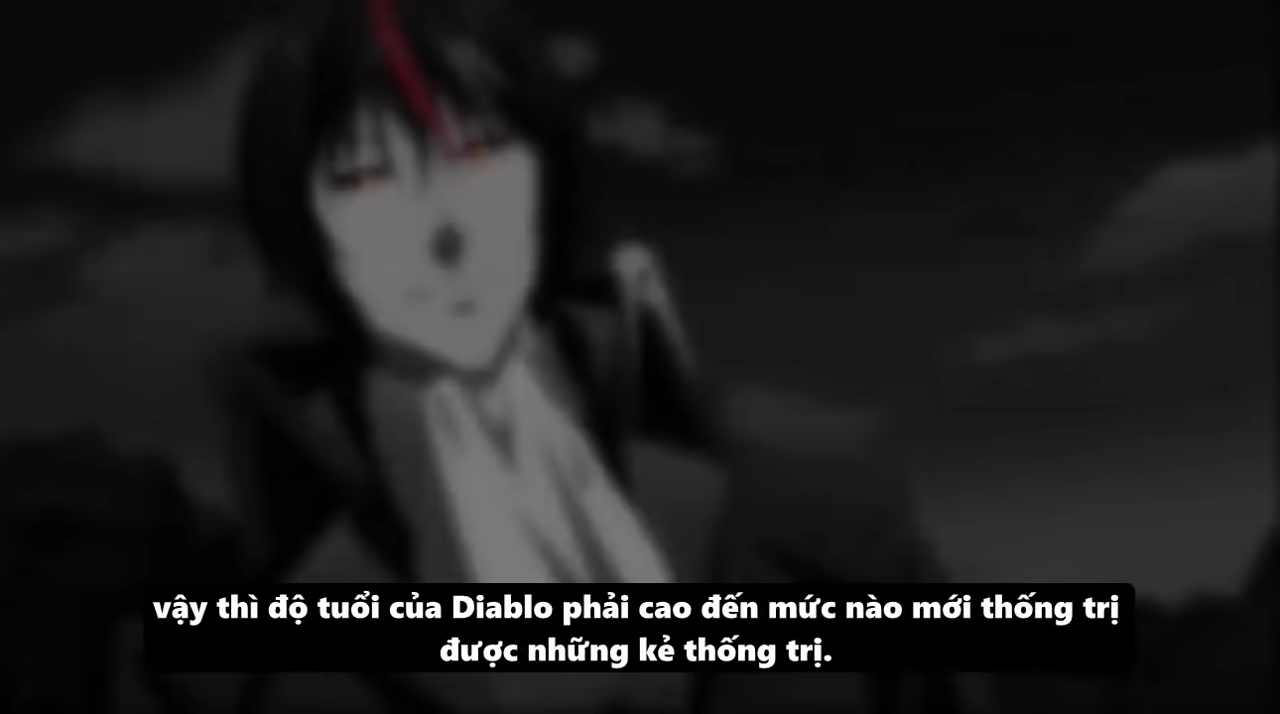 vậy thì độ tuổi của Diablo phải cao đến mức nào mới thống trị
được những kẻ thống trị.